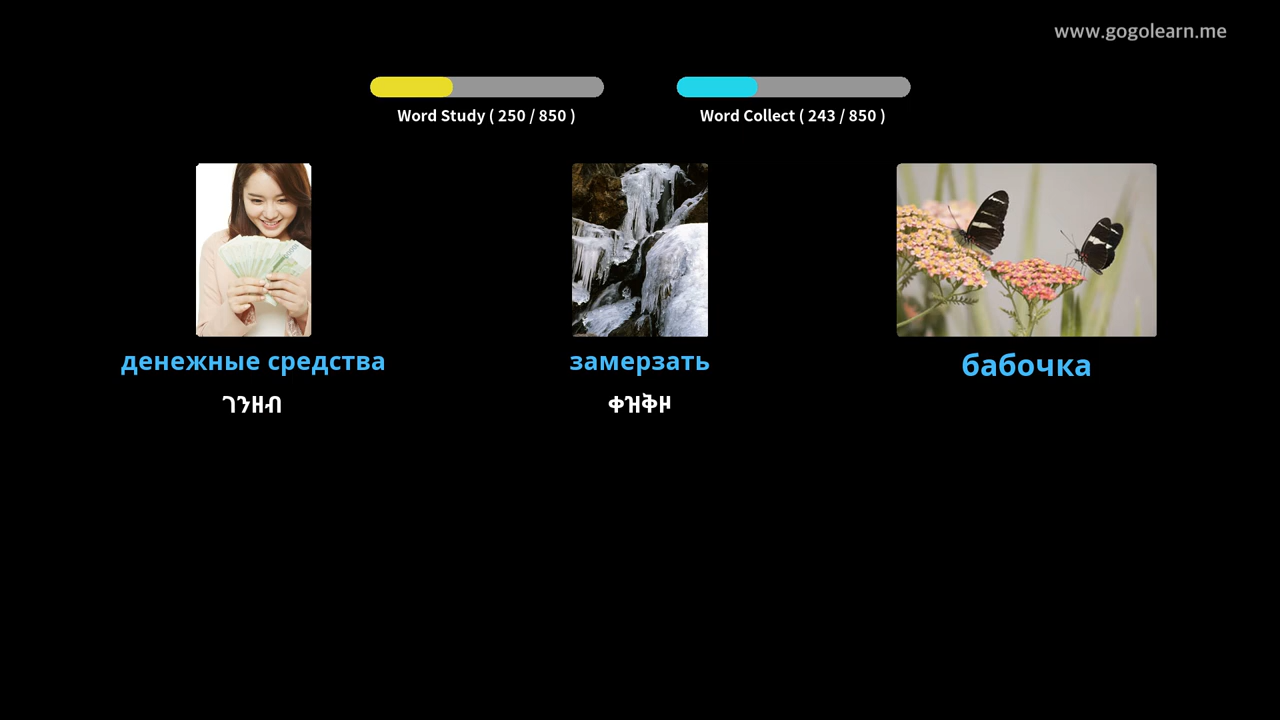 www.gogolearn.me
Word Study ( 250 / 850 )
Word Collect ( 243 / 850 )
денежные средства
замерзать
бабочка
ገንዘብ
ቀዝቅዞ